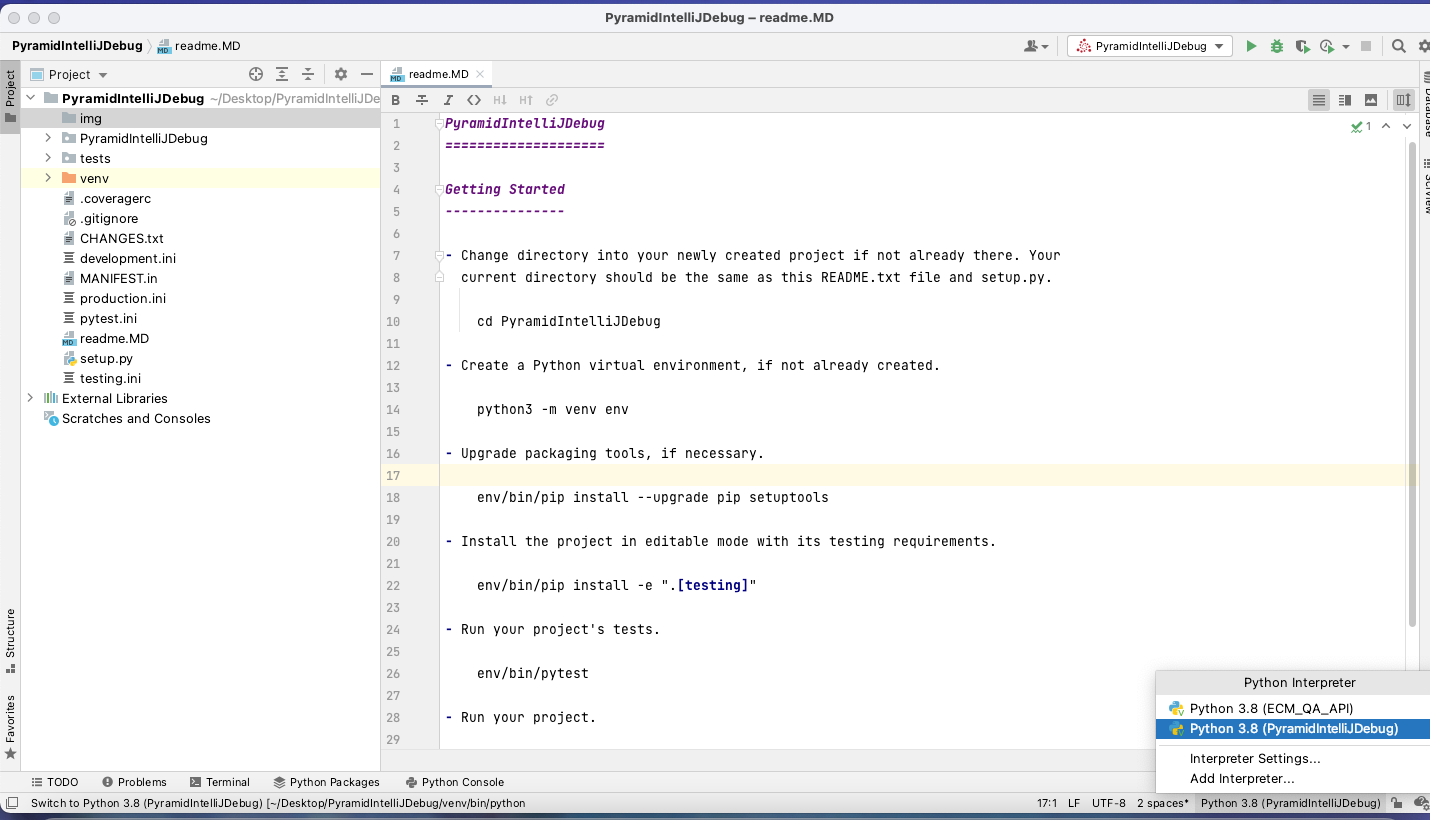 PyramidIntelliJDebug – readme.MD
PyramidIntelliJDebug readme.MD
PyramidIntelliJDebug
Project
Project
readme.MD
B I H↓ H↑
PyramidIntelliJDebug ~/Desktop/PyramidIntelliJDe
img
PyramidIntelliJDebug
tests
venv
.coveragerc
.gitignore
CHANGES.txt
development.ini
MANIFEST.in
production.ini
pytest.ini
readme.MD
setup.py
testing.ini
External Libraries
Scratches and Consoles
1 PyramidIntelliJDebug
2 ====================
3
4 Getting Started
5 ---------------
6
7 - Change directory into your newly created project if not already there. Your
8 current directory should be the same as this README.txt file and setup.py.
9
10 cd PyramidIntelliJDebug
11
12 - Create a Python virtual environment, if not already created.
13
14 python3 -m venv env
15
16 - Upgrade packaging tools, if necessary.
17
18 env/bin/pip install --upgrade pip setuptools
19
20 - Install the project in editable mode with its testing requirements.
21
22 env/bin/pip install -e ".[testing]"
23
24 - Run your project's tests.
25
26 env/bin/pytest
27
28 - Run your project.
29
1
Database
SciView
Structure
Favorites
Python Interpreter
Python 3.8 (ECM_QA_API)
Python 3.8 (PyramidIntelliJDebug)
Interpreter Settings...
Add Interpreter...
TODO Problems Terminal Python Packages Python Console
Switch to Python 3.8 (PyramidIntelliJDebug) [~/Desktop/PyramidIntelliJDebug/venv/bin/python
17:1 LF UTF-8 2 spaces* Python 3.8 (PyramidIntelliJDebug)